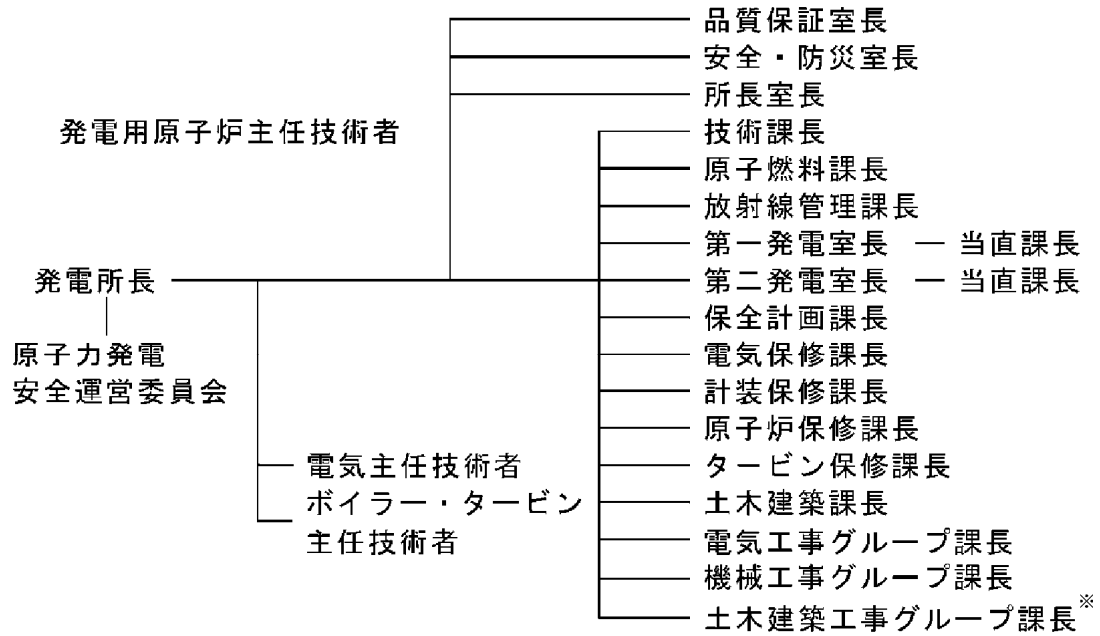 品質保証室長
安全・防災室長
所長室長
発電用原子炉主任技術者
技術課長
原子燃料課長
放射線管理課長
第一発電室長 ― 当直課長
発電所長
第二発電室長 ― 当直課長
保全計画課長
原子力発電
安全運営委員会
電気保修課長
計装保修課長
原子炉保修課長
電気主任技術者
タービン保修課長
ボイラー・タービン
主任技術者
土木建築課長
電気工事グループ課長
機械工事グループ課長
土木建築工事グループ課長※